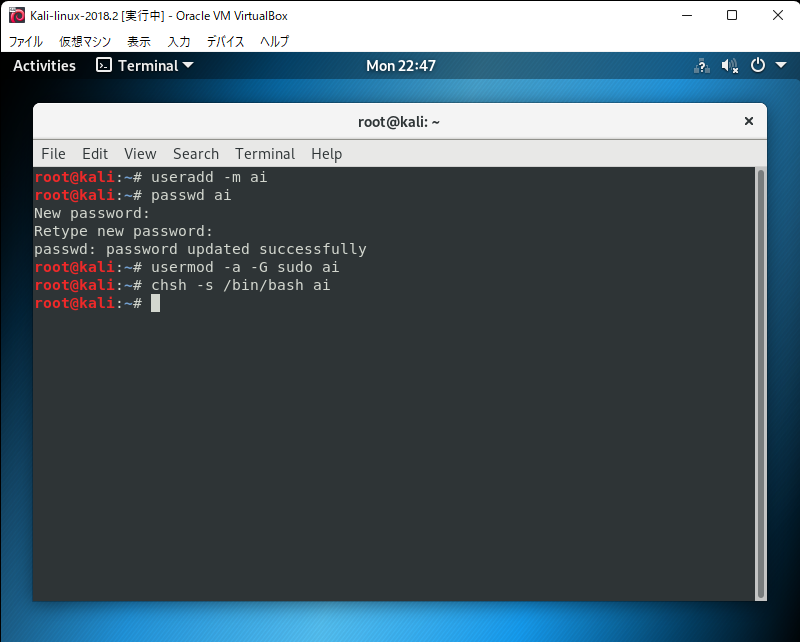 Kali-linux-2018.2 [実行中] - Oracle VM VirtualBox
ファイル 仮想マシン 表示 入力 デバイス ヘルプ
Activities Terminal Mon 22:47
root@kali: ~
File Edit View Search Terminal Help
root@kali:~# useradd -m ai
root@kali:~# passwd ai
New password:
Retype new password:
passwd: password updated successfully
root@kali:~# usermod -a -G sudo ai
root@kali:~# chsh -s /bin/bash ai
root@kali:~#